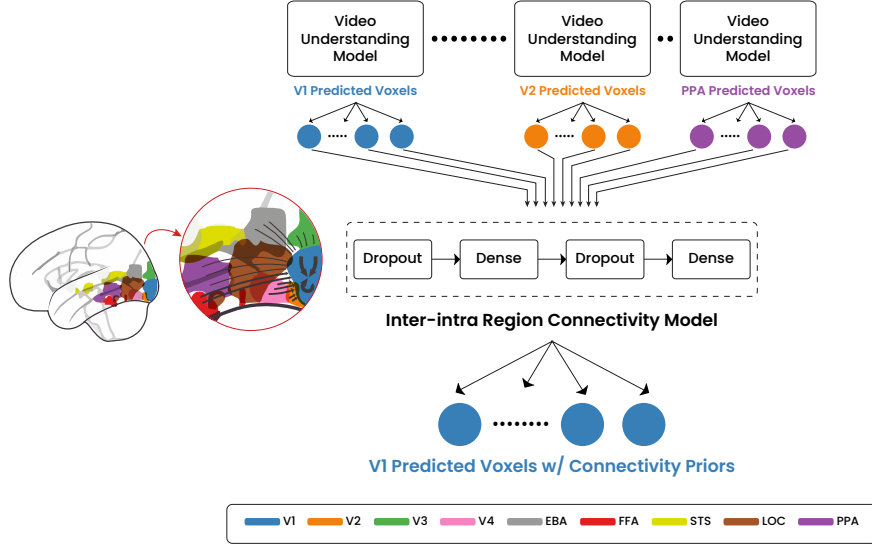 Video Understanding Model
Video Understanding Model
Video Understanding Model
V1 Predicted Voxels
V2 Predicted Voxels
PPA Predicted Voxels
Dropout
Dense
Dropout
Dense
Inter-intra Region Connectivity Model
V1 Predicted Voxels w/ Connectivity Priors
V1
V2
V3
V4
EBA
FFA
STS
LOC
PPA